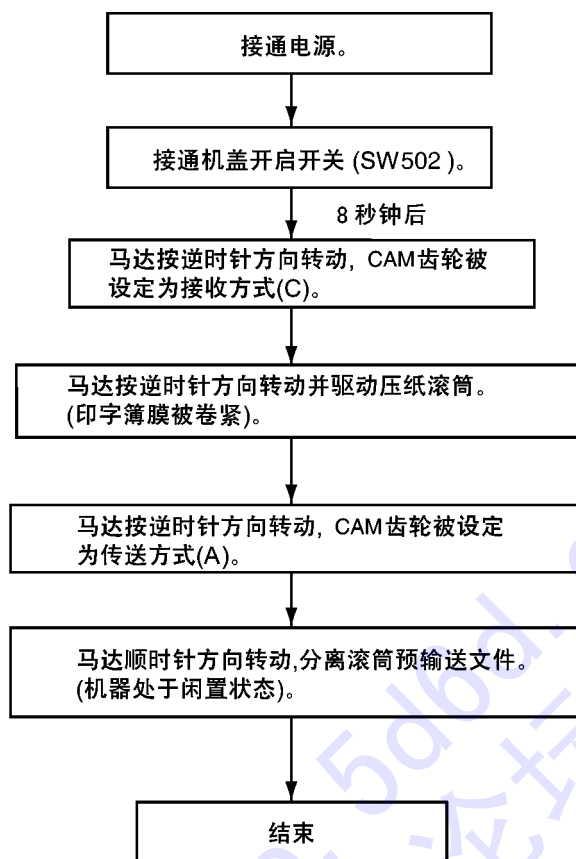 接通电源。
接通机盖开启开关 (SW502 )。
8 秒钟后
马达按逆时针方向转动, CAM齿轮被
设定为接收方式(C)。
马达按逆时针方向转动并驱动压纸滚筒。
(印字薄膜被卷紧)。
马达按逆时针方向转动, CAM齿轮被设定
为传送方式(A)。
马达顺时针方向转动,分离滚筒预输送文件。
(机器处于闲置状态)。
结束